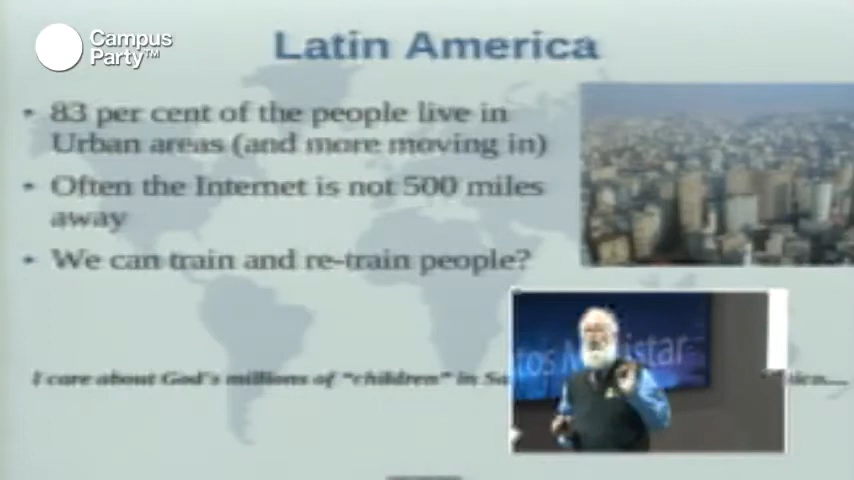 Campus
Party™
Latin America
• 83 per cent of the people live in
Urban areas (and more moving in)
• Often the Internet is not 500 miles
away
• We can train and re-train people?
I care about God's millions of "children" in